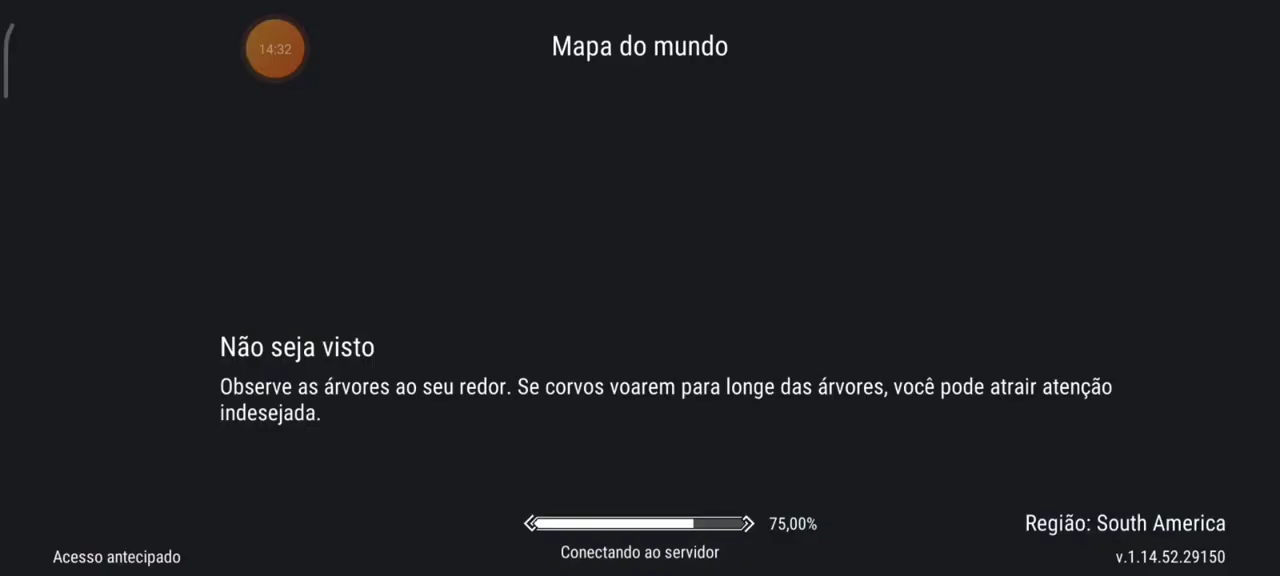 14:32
Mapa do mundo
Não seja visto
Observe as árvores ao seu redor. Se corvos voarem para longe das árvores, você pode atrair atenção
indesejada.
75,00%
Região: South America
Conectando ao servidor
Acesso antecipado
v.1.14.52.29150